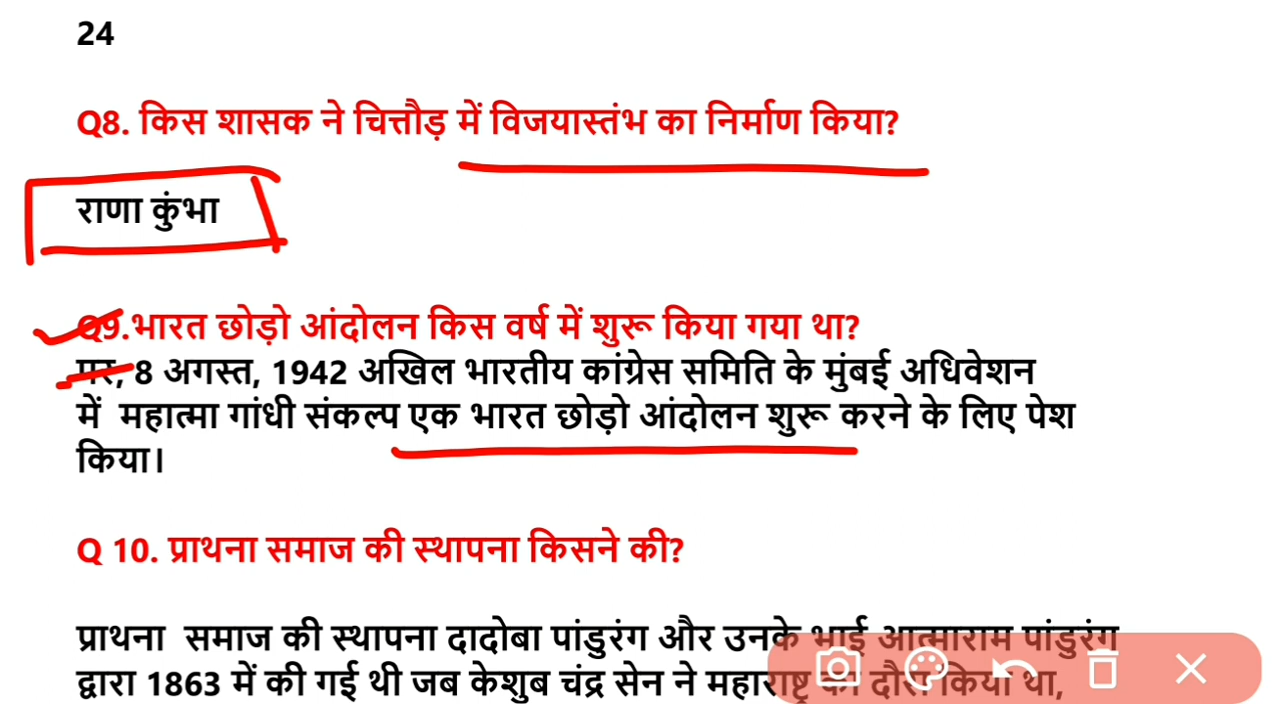 24
Q8. किस शासक ने चित्तौड़ में विजयास्तंभ का निर्माण किया?
राणा कुंभा
Q9.भारत छोड़ो आंदोलन किस वर्ष में शुरू किया गया था?
पर, 8 अगस्त, 1942 अखिल भारतीय कांग्रेस समिति के मुंबई अधिवेशन
में महात्मा गांधी संकल्प एक भारत छोड़ो आंदोलन शुरू करने के लिए पेश
किया।
Q 10. प्राथना समाज की स्थापना किसने की?
प्राथना समाज की स्थापना दादोबा पांडुरंग और उनके भाई आत्माराम पांडुरंग
द्वारा 1863 में की गई थी जब केशुब चंद्र सेन ने महाराष्ट्र का दौरा किया था,